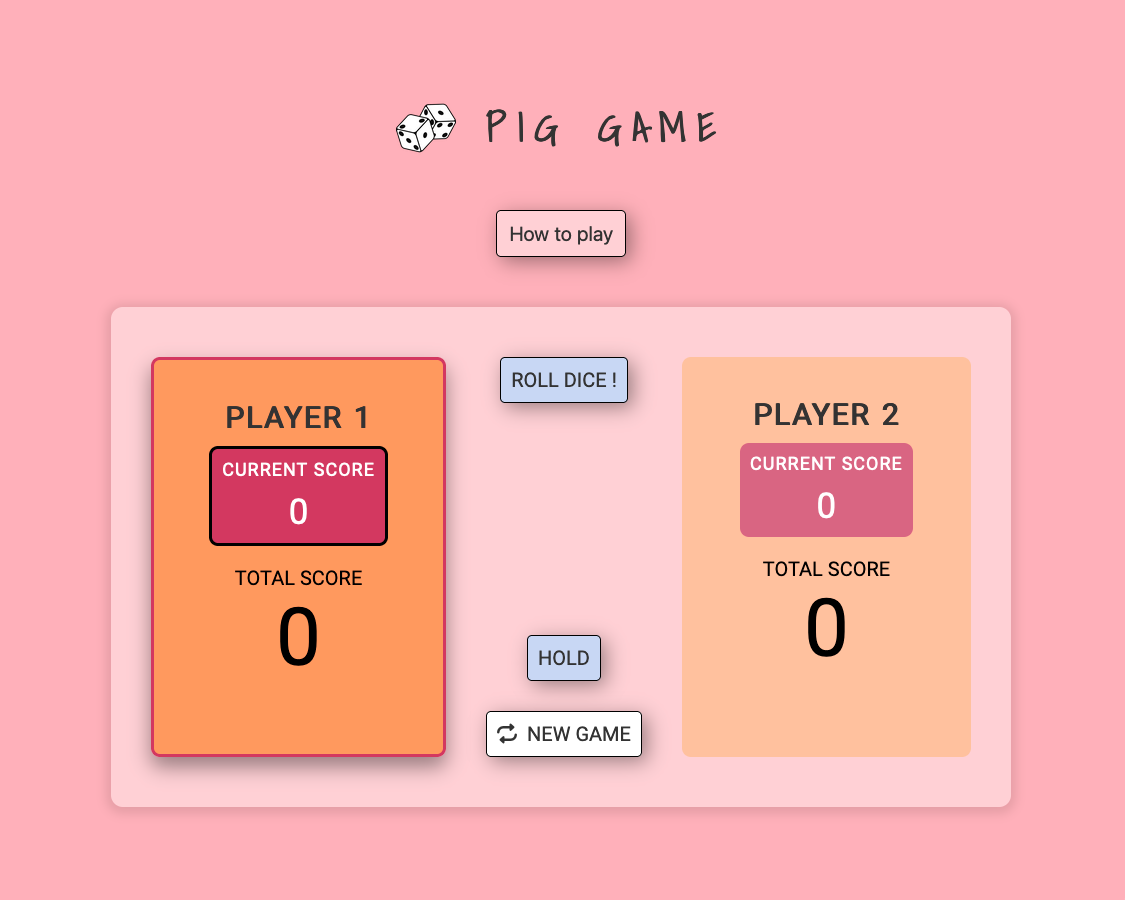 PIG GAME
How to play
PLAYER 1
CURRENT SCORE
0
TOTAL SCORE
0
ROLL DICE !
HOLD
NEW GAME
PLAYER 2
CURRENT SCORE
0
TOTAL SCORE
0